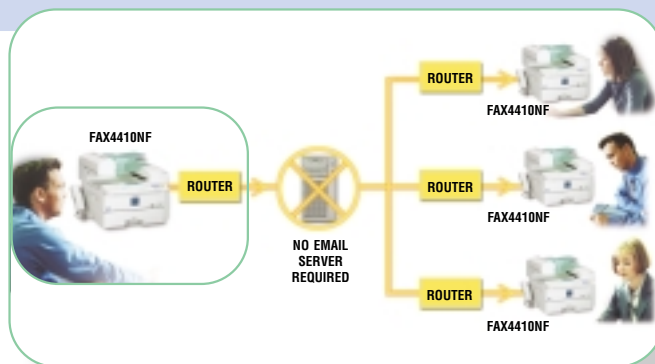 FAX4410NF
ROUTER
NO EMAIL
SERVER
REQUIRED
ROUTER
FAX4410NF
ROUTER
FAX4410NF
ROUTER
FAX4410NF